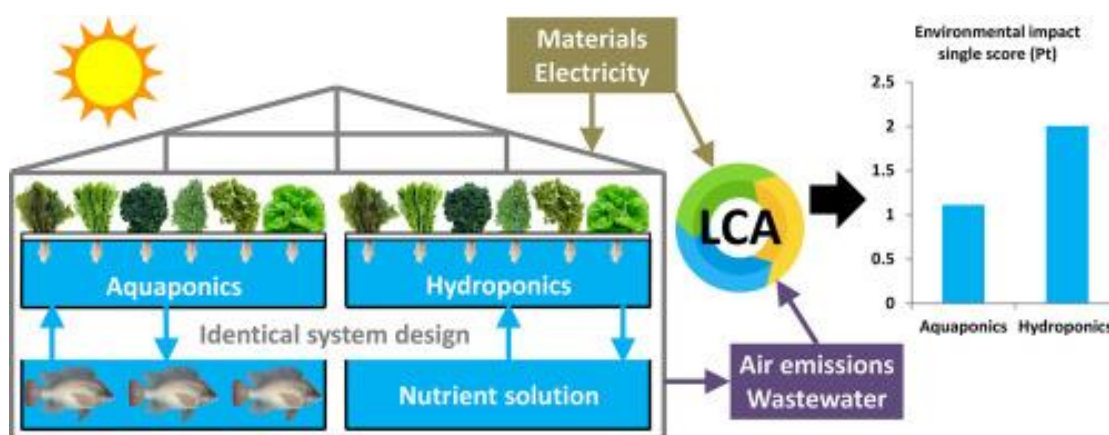 Materials
Electricity
Environmental impact
single score (Pt)
2.5
2
1.5
1
0.5
0
Aquaponics Hydroponics
LCA
Aquaponics
Hydroponics
Identical system design
Nutrient solution
Air emissions
Wastewater